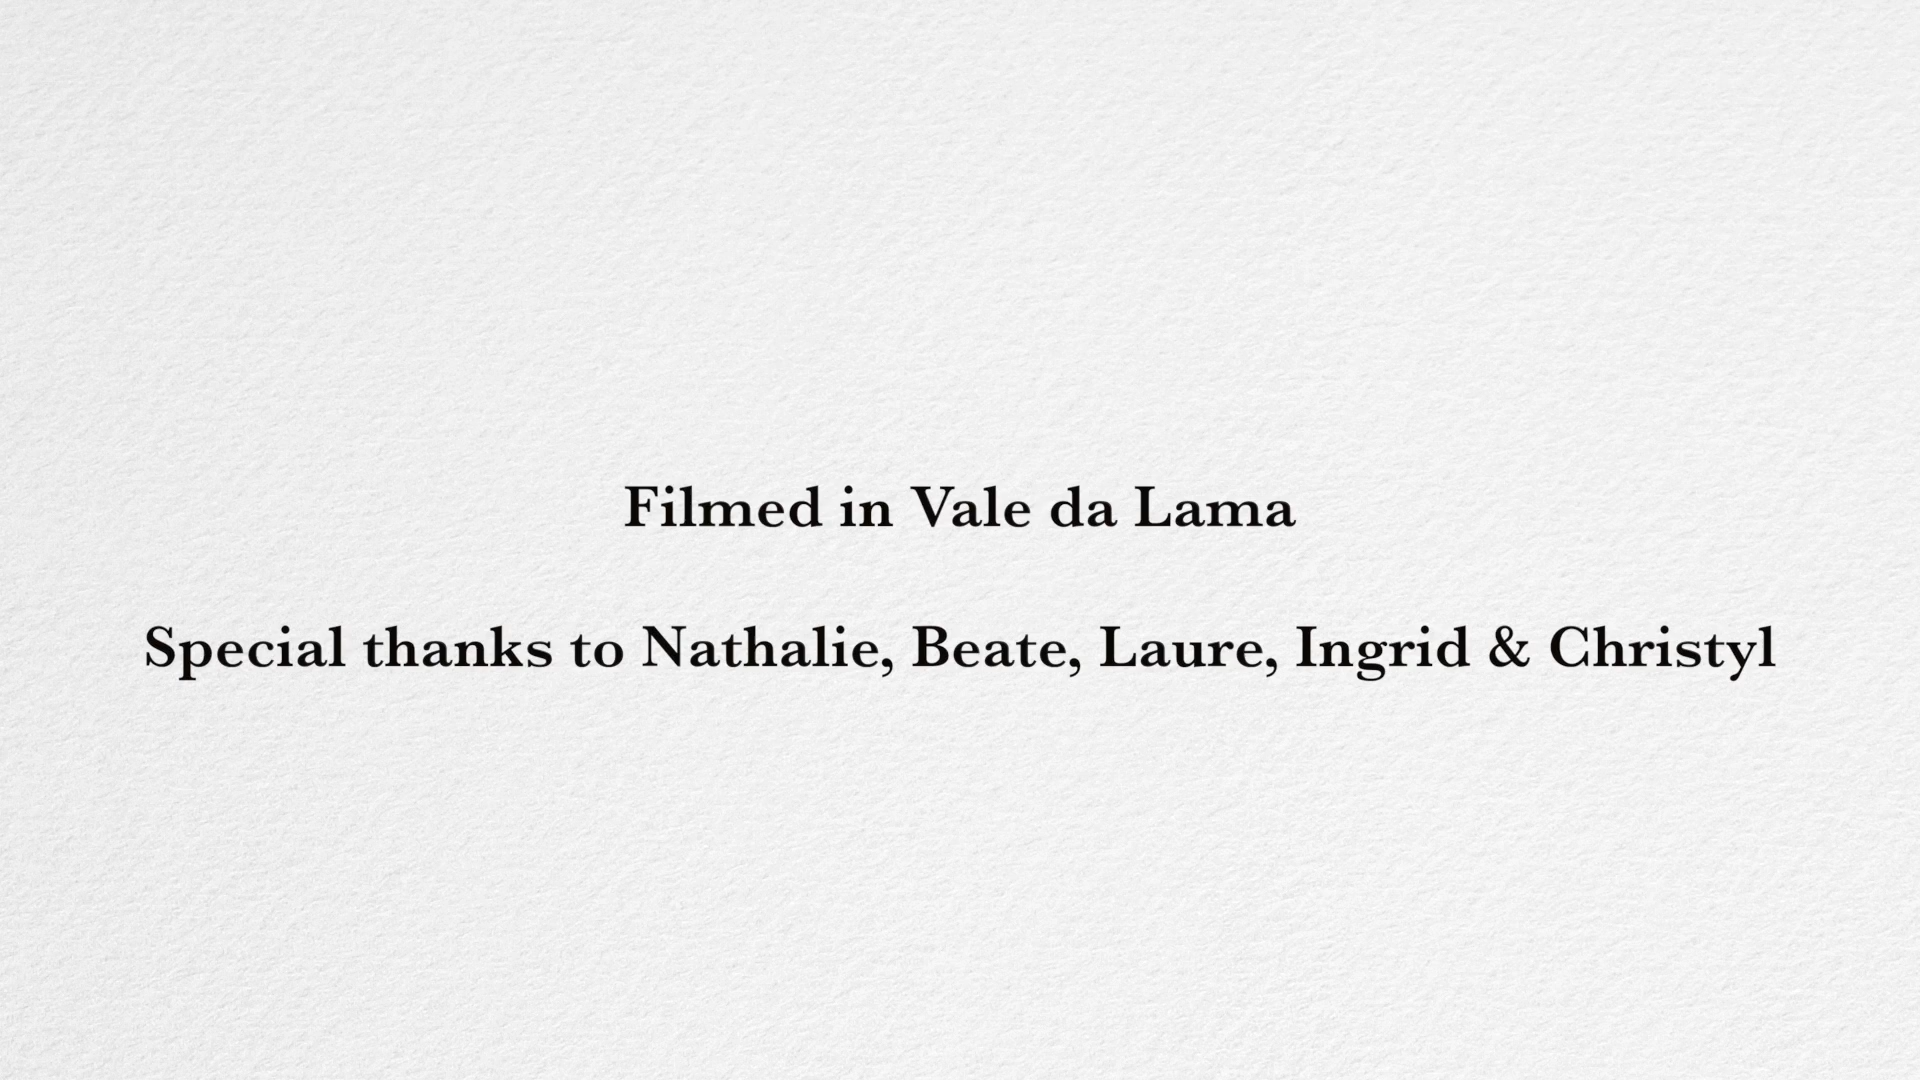 Filmed in Vale da Lama
Special thanks to Nathalie, Beate, Laure, Ingrid & Christyl